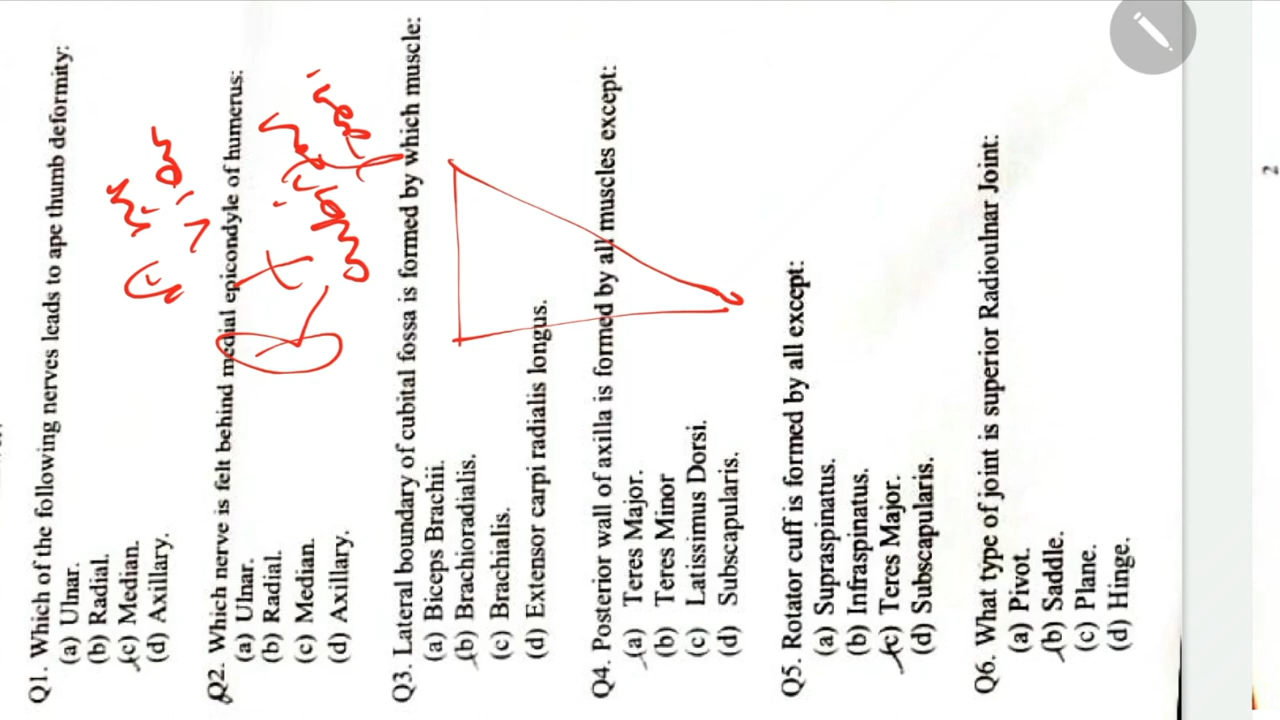 Q1. Which of the following nerves leads to ape thumb deformity:
(a) Ulnar.
(b) Radial.
(c) Median.
(d) Axillary.
Q2. Which nerve is felt behind medial epicondyle of humerus:
(a) Ulnar.
(b) Radial.
(c) Median.
(d) Axillary.
Q3. Lateral boundary of cubital fossa is formed by which muscle:
(a) Biceps Brachii.
(b) Brachioradialis.
(c) Brachialis.
(d) Extensor carpi radialis longus.
Q4. Posterior wall of axilla is formed by all muscles except:
(a) Teres Major.
(b) Teres Minor
(c) Latissimus Dorsi.
(d) Subscapularis.
Q5. Rotator cuff is formed by all except:
(a) Supraspinatus.
(b) Infraspinatus.
(c) Teres Major.
(d) Subscapularis.
Q6. What type of joint is superior Radioulnar Joint:
(a) Pivot.
(b) Saddle.
(c) Plane.
(d) Hinge.
2